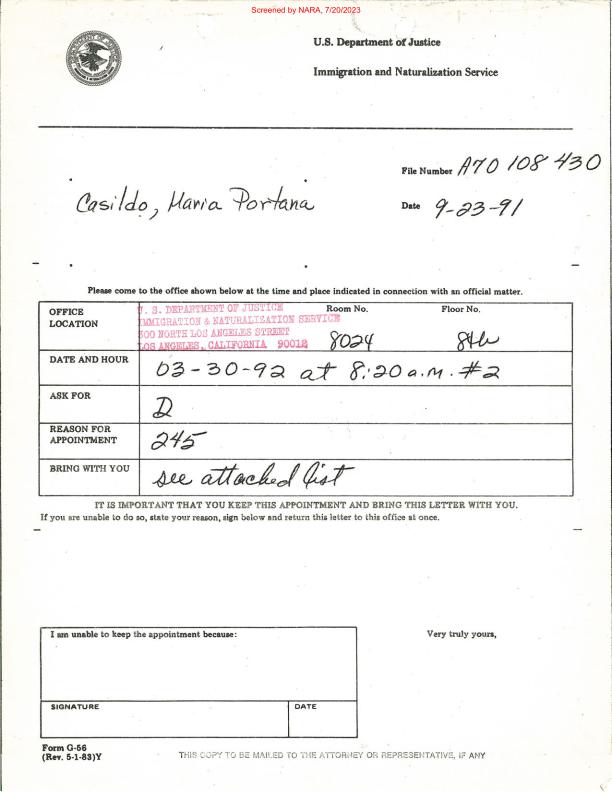 Screened by NARA, 7/20/2023
U.S. Department of Justice
Immigration and Naturalization Service
File Number A70 108 430
Casildo, Maria Portana
Date 9-23-91
Please come to the office shown below at the time and place indicated in connection with an official matter.
OFFICE LOCATION
U. S. DEPARTMENT OF JUSTICE
IMMIGRATION & NATURALIZATION SERVICE
300 NORTH LOS ANGELES STREET
LOS ANGELES, CALIFORNIA 90012
Room No.
8024
Floor No.
8th
DATE AND HOUR
03-30-92 at 8:20 a.m. #2
ASK FOR
D
REASON FOR APPOINTMENT
245
BRING WITH YOU
see attached list
IT IS IMPORTANT THAT YOU KEEP THIS APPOINTMENT AND BRING THIS LETTER WITH YOU.
If you are unable to do so, state your reason, sign below and return this letter to this office at once.
I am unable to keep the appointment because:
Very truly yours,
SIGNATURE
DATE
Form G-56
(Rev. 5-1-83)Y
THIS COPY TO BE MAILED TO THE ATTORNEY OR REPRESENTATIVE, IF ANY